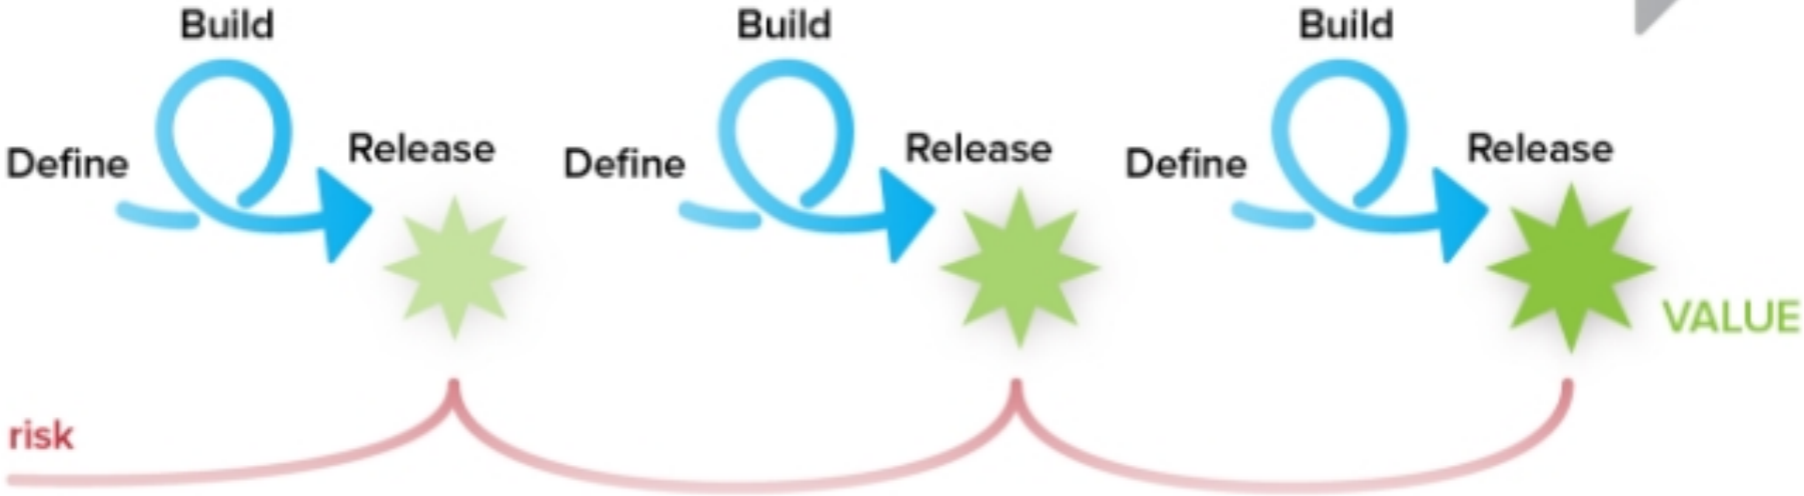 Build
Build
Build
Define
Release
Define
Release
Define
Release
VALUE
risk